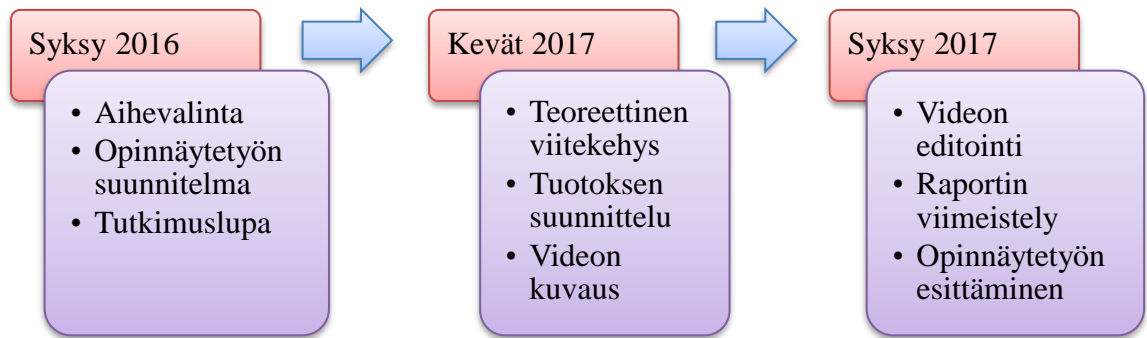 Syksy 2016
• Aihevalinta
• Opinnäytetyön
suunnitelma
• Tutkimuslupa
Kevät 2017
• Teoreettinen
viitekehys
• Tuotoksen
suunnittelu
• Videon
kuvaus
Syksy 2017
• Videon
editointi
• Raportin
viimeistely
• Opinnäytetyön
esittäminen